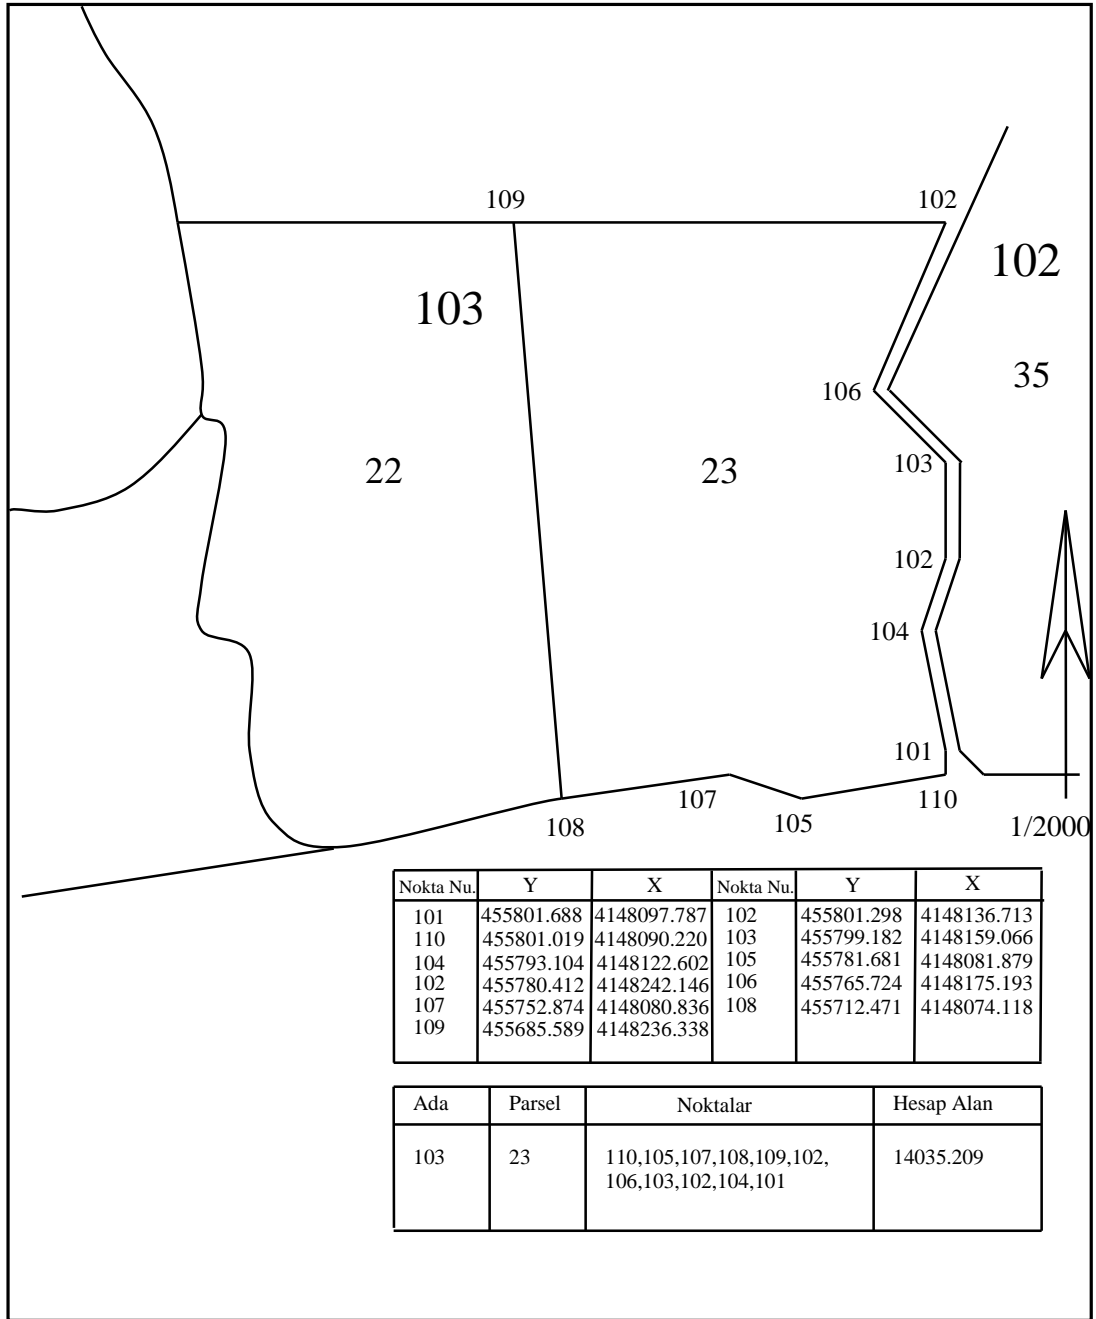 109 102
102
103
35
106
103
22 23
102
104
101
107 110
108 105 1/2000
Nokta Nu. Y X Nokta Nu. Y X
101 455801.688 4148097.787 102 455801.298 4148136.713
110 455801.019 4148090.220 103 455799.182 4148159.066
104 455793.104 4148122.602 105 455781.681 4148081.879
102 455780.412 4148242.146 106 455765.724 4148175.193
107 455752.874 4148080.836 108 455712.471 4148074.118
109 455685.589 4148236.338
Ada Parsel Noktalar Hesap Alan
103 23 110,105,107,108,109,102, 14035.209
106,103,102,104,101